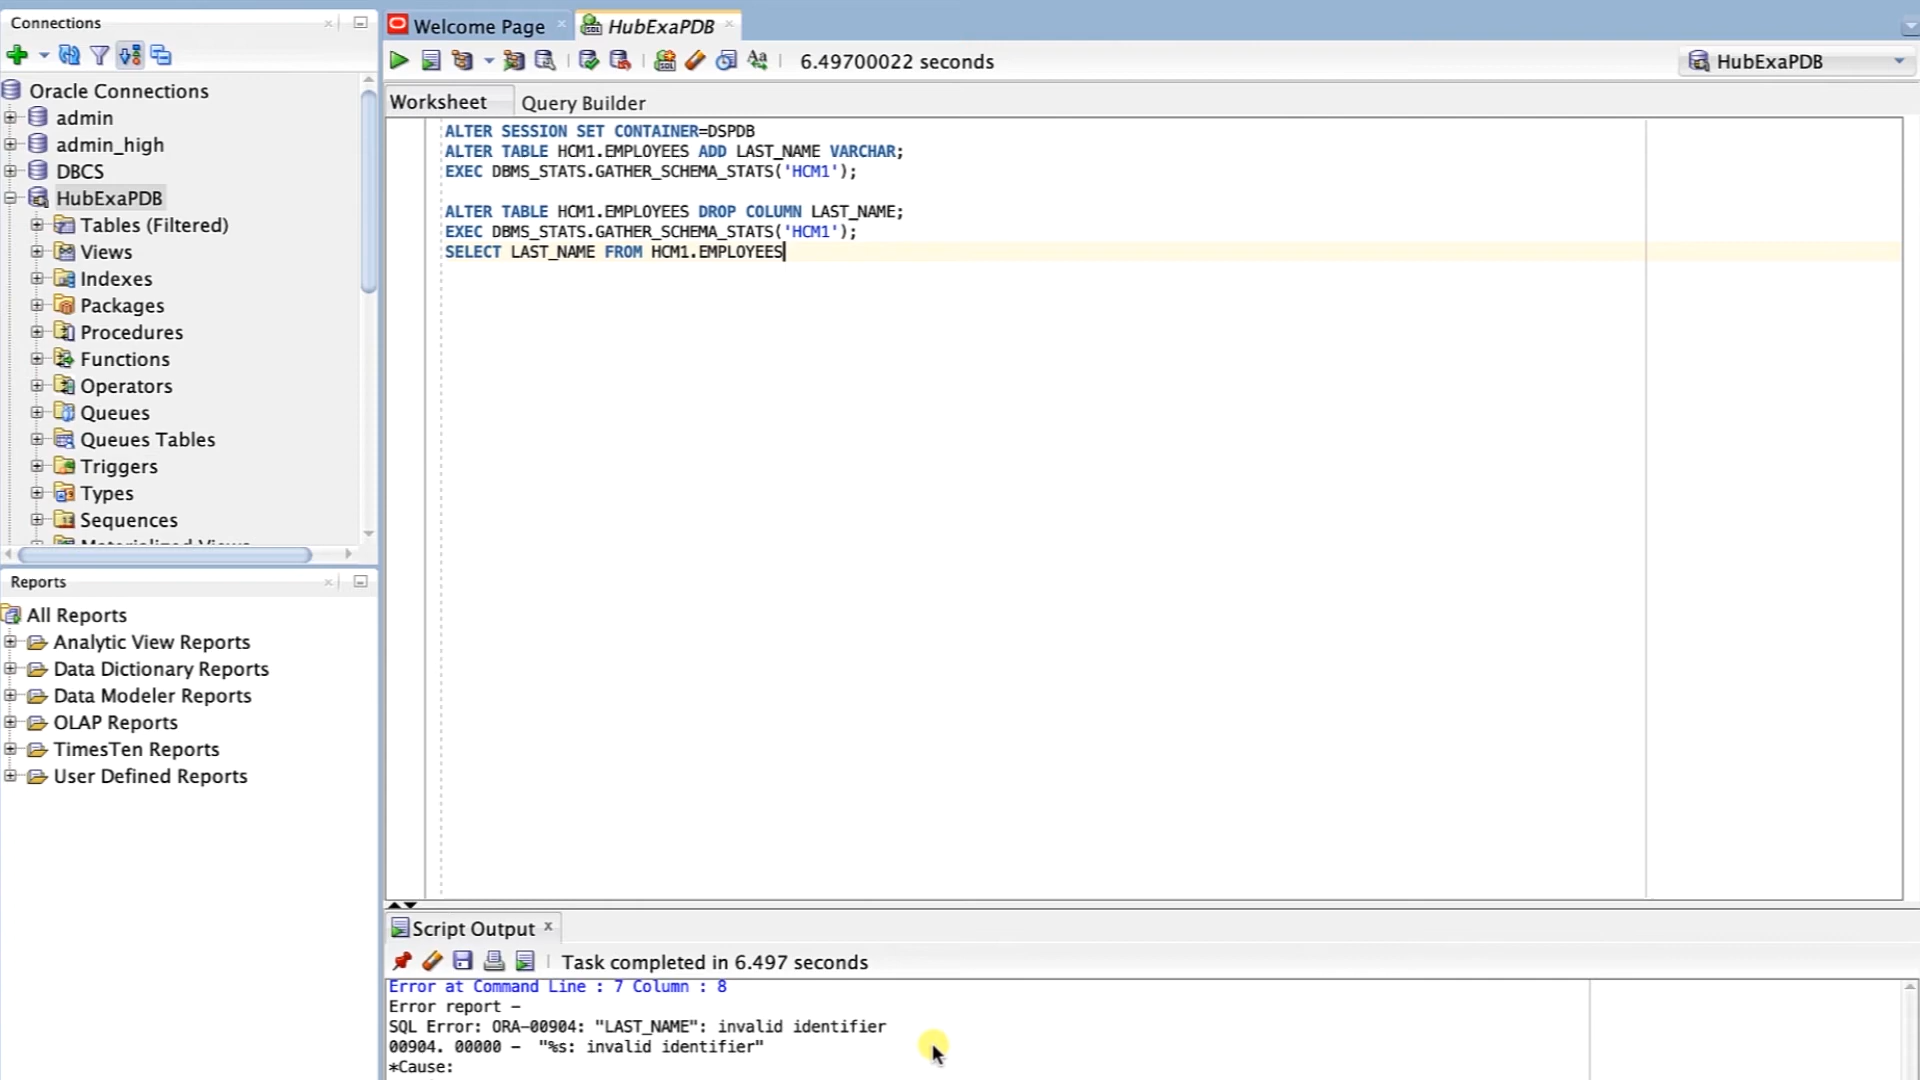 Connections
Oracle Connections
admin
admin_high
DBCS
HubExaPDB
Tables (Filtered)
Views
Indexes
Packages
Procedures
Functions
Operators
Queues
Queues Tables
Triggers
Types
Sequences
Materialized Views
Reports
All Reports
Analytic View Reports
Data Dictionary Reports
Data Modeler Reports
OLAP Reports
TimesTen Reports
User Defined Reports
Welcome Page
HubExaPDB
6.49700022 seconds
HubExaPDB
Worksheet
Query Builder
ALTER SESSION SET CONTAINER=DSPDB
ALTER TABLE HCM1.EMPLOYEES ADD LAST_NAME VARCHAR;
EXEC DBMS_STATS.GATHER_SCHEMA_STATS('HCM1');
ALTER TABLE HCM1.EMPLOYEES DROP COLUMN LAST_NAME;
EXEC DBMS_STATS.GATHER_SCHEMA_STATS('HCM1');
SELECT LAST_NAME FROM HCM1.EMPLOYEES
Script Output
Task completed in 6.497 seconds
Error at Command Line : 7 Column : 8
Error report -
SQL Error: ORA-00904: "LAST_NAME": invalid identifier
00904. 00000 -  "%s: invalid identifier"
*Cause: